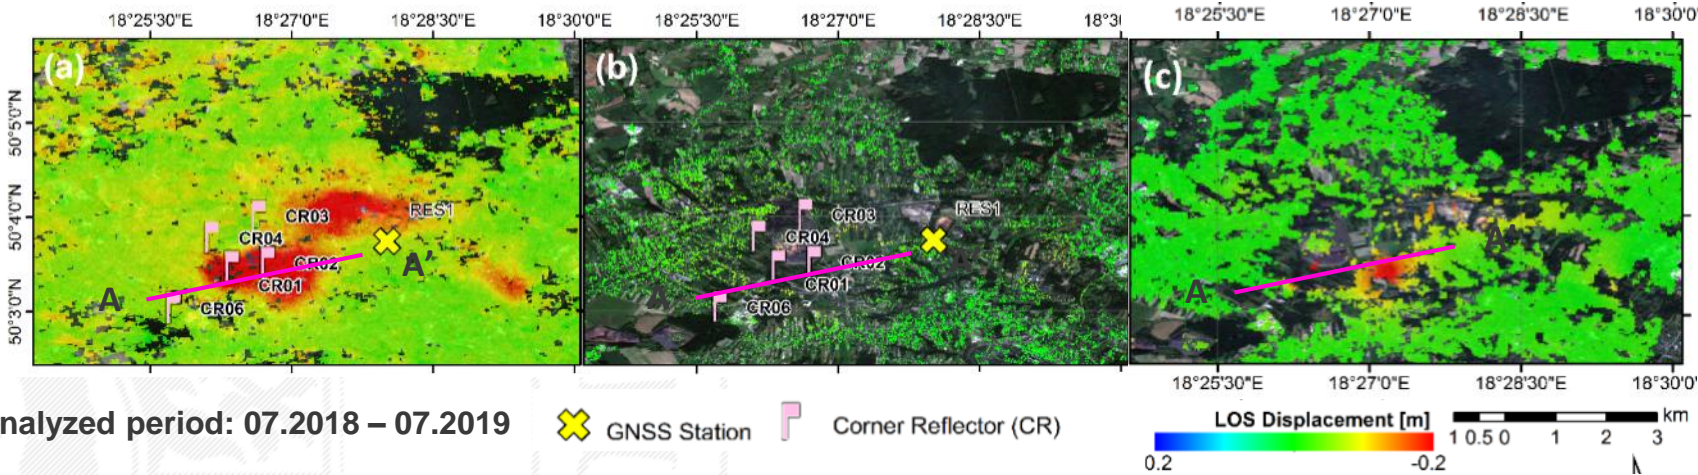 18°25'30"E 18°27'0"E 18°28'30"E 18°30'0"E
18°25'30"E 18°27'0"E 18°28'30"E 18°3
18°25'30"E 18°27'0"E 18°28'30"E 18°30'0"
50°5'0"N
50°4'0"N
50°3'0"N
(a)
CR03
RES1
CR04
CR02
A'
CR01
A
CR06
(b)
CR03
RES1
CR04
CR02
CR01
CR06
(c)
A'
A
18°25'30"E 18°27'0"E 18°28'30"E 18°30'0"
nalyzed period: 07.2018 – 07.2019
GNSS Station
Corner Reflector (CR)
LOS Displacement [m]
0.2 -0.2
1 0.5 0 1 2 3 km